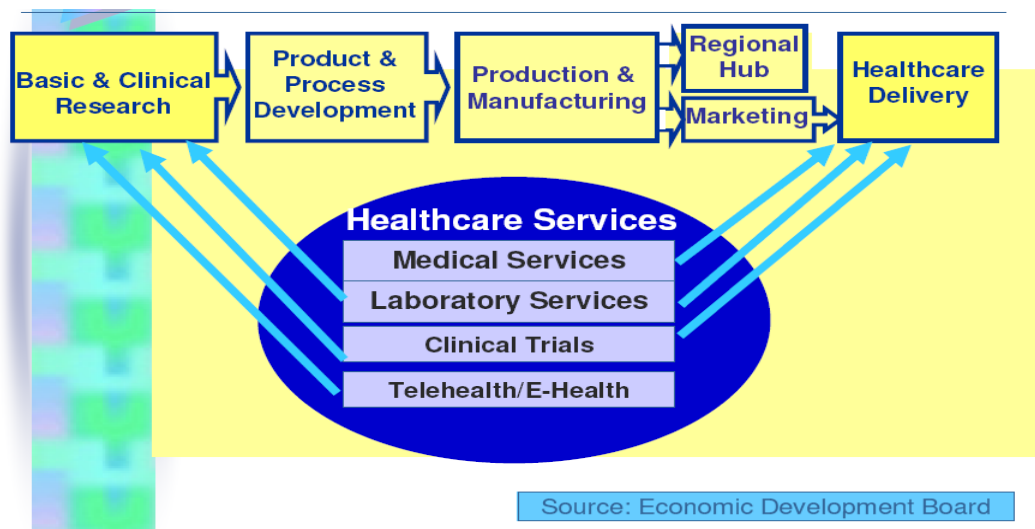 Basic & Clinical
Research
Product &
Process
Development
Production &
Manufacturing
Regional
Hub
Marketing
Healthcare
Delivery
Healthcare Services
Medical Services
Laboratory Services
Clinical Trials
Telehealth/E-Health
Source: Economic Development Board